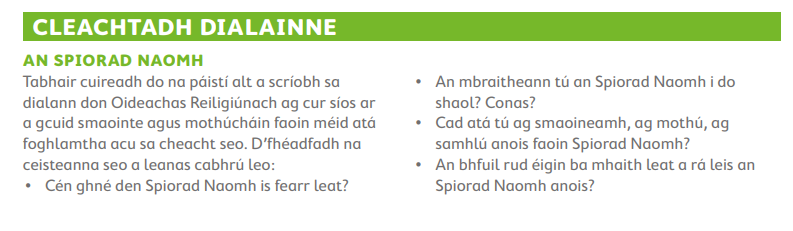 CLEACHTADH DIALAINNE
AN SPIORAD NAOMH
Tabhair cuireadh do na páistí alt a scríobh sa
dialann don Oideachas Reiligiúnach ag cur síos ar
a gcuid smaointe agus mothúcháin faoin méid atá
foghlamtha acu sa cheacht seo. D’fhéadfadh na
ceisteanna seo a leanas cabhrú leo:
• Cén ghné den Spiorad Naomh is fearr leat?
• An mbraitheann tú an Spiorad Naomh i do
shaol? Conas?
• Cad atá tú ag smaoineamh, ag mothú, ag
samhlú anois faoin Spiorad Naomh?
• An bhfuil rud éigin ba mhaith leat a rá leis an
Spiorad Naomh anois?